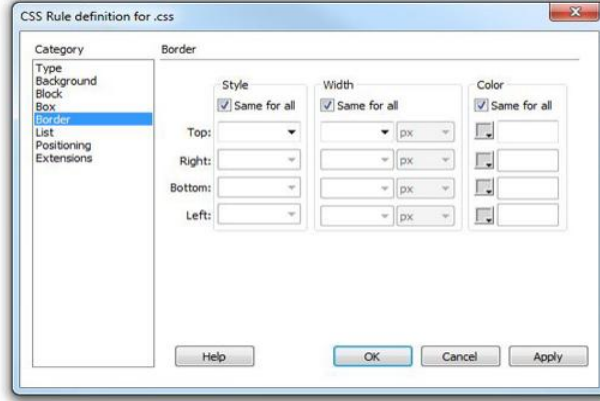 CSS Rule definition for .css
Category
Border
Type
Background
Block
Box
Border
List
Positioning
Extensions
Style Width Color
Same for all Same for all Same for all
Top: px
Right: px
Bottom: px
Left: px
Help OK Cancel Apply